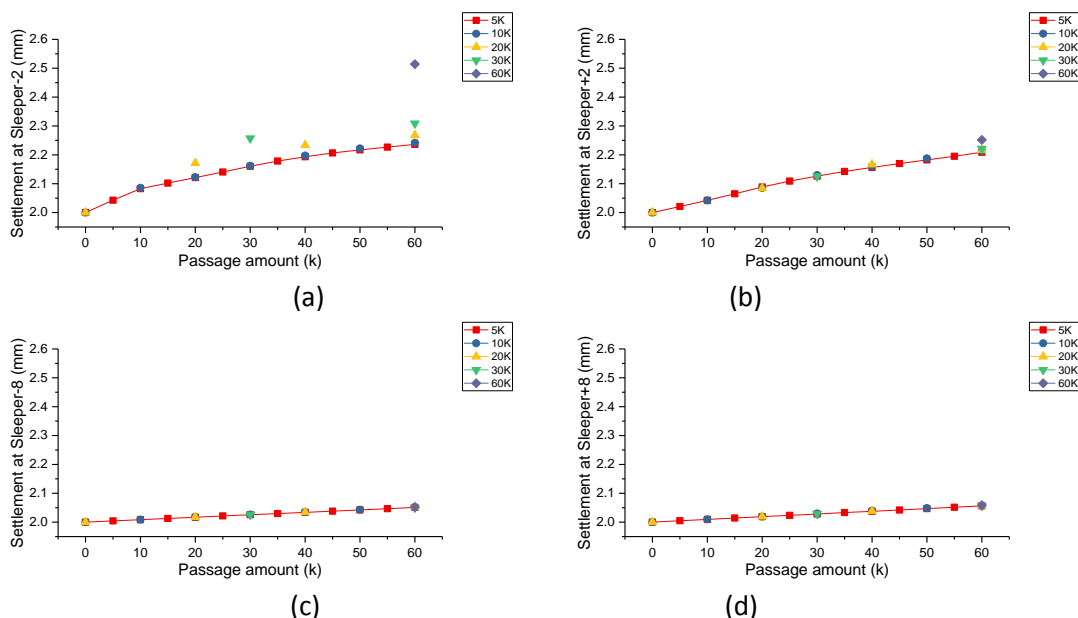 5K
10K
20K
30K
60K
Settlement at Sleeper-2 (mm)
2.6
2.5
2.4
2.3
2.2
2.1
2.0
0 10 20 30 40 50 60
Passage amount (k)
(a)
5K
10K
20K
30K
60K
Settlement at Sleeper+2 (mm)
2.6
2.5
2.4
2.3
2.2
2.1
2.0
0 10 20 30 40 50 60
Passage amount (k)
(b)
5K
10K
20K
30K
60K
Settlement at Sleeper-8 (mm)
2.6
2.5
2.4
2.3
2.2
2.1
2.0
0 10 20 30 40 50 60
Passage amount (k)
(c)
5K
10K
20K
30K
60K
Settlement at Sleeper+8 (mm)
2.6
2.5
2.4
2.3
2.2
2.1
2.0
0 10 20 30 40 50 60
Passage amount (k)
(d)